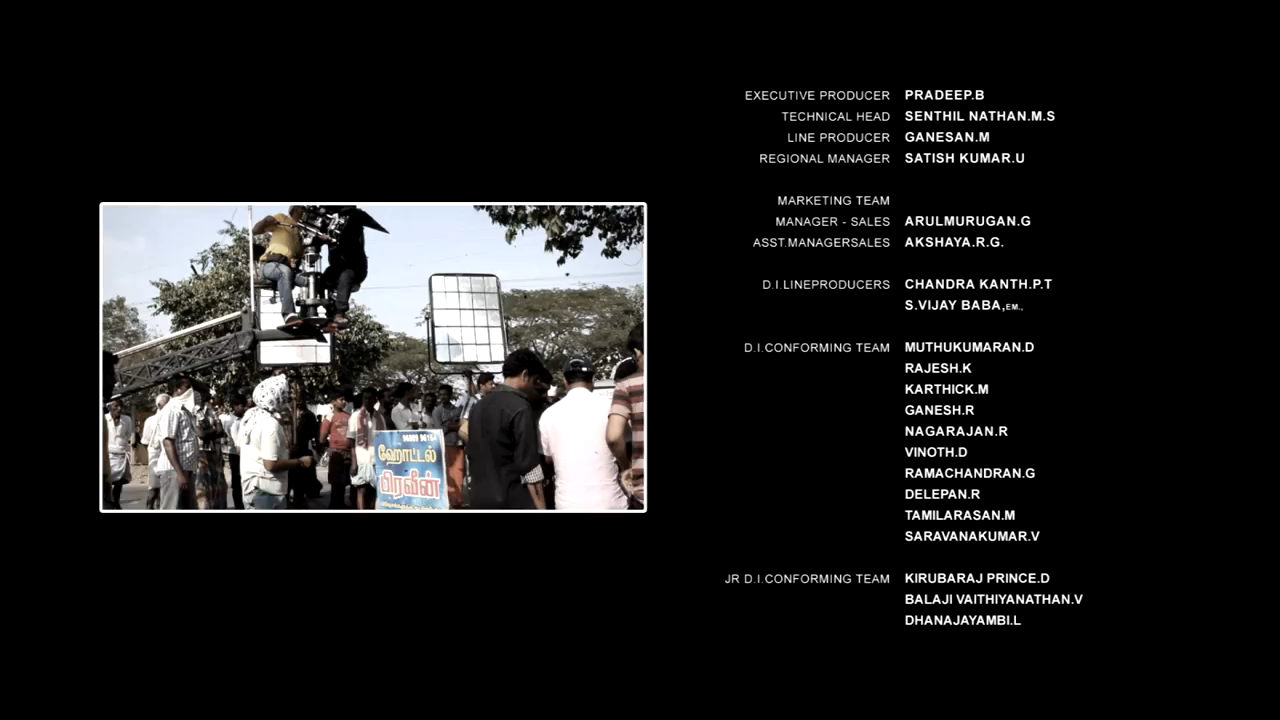 EXECUTIVE PRODUCER PRADEEP.B
TECHNICAL HEAD SENTHIL NATHAN.M.S
LINE PRODUCER GANESAN.M
REGIONAL MANAGER SATISH KUMAR.U
MARKETING TEAM
MANAGER - SALES ARULMURUGAN.G
ASST.MANAGERSALES AKSHAYA.R.G.
D.I.LINEPRODUCERS CHANDRA KANTH.P.T
S.VIJAY BABA,EM.,
D.I.CONFORMING TEAM MUTHUKUMARAN.D
RAJESH.K
KARTHICK.M
GANESH.R
NAGARAJAN.R
VINOTH.D
RAMACHANDRAN.G
DELEPAN.R
TAMILARASAN.M
SARAVANAKUMAR.V
JR D.I.CONFORMING TEAM KIRUBARAJ PRINCE.D
BALAJI VAITHIYANATHAN.V
DHANAJAYAMBI.L
ஹோட்டல்
பிரவீன்